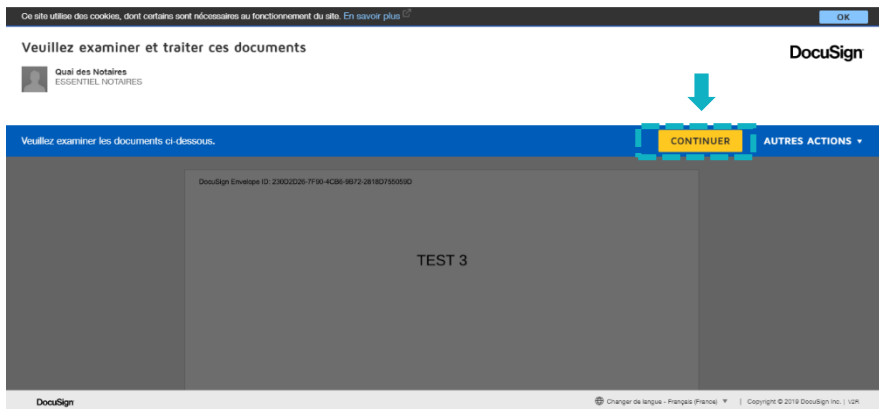 Ce site utilise des cookies, dont certains sont nécessaires au fonctionnement du site. En savoir plus
OK
Veuillez examiner et traiter ces documents
DocuSign
Quai des Notaires
ESSENTIEL NOTAIRES
Veuillez examiner les documents ci-dessous.
CONTINUER
AUTRES ACTIONS
DocuSign Envelope ID: 230D2D26-7F90-4CB6-9B72-2818D755059D
TEST 3
DocuSign
Changer de langue - Français (France) | Copyright © 2019 DocuSign Inc. | V2R